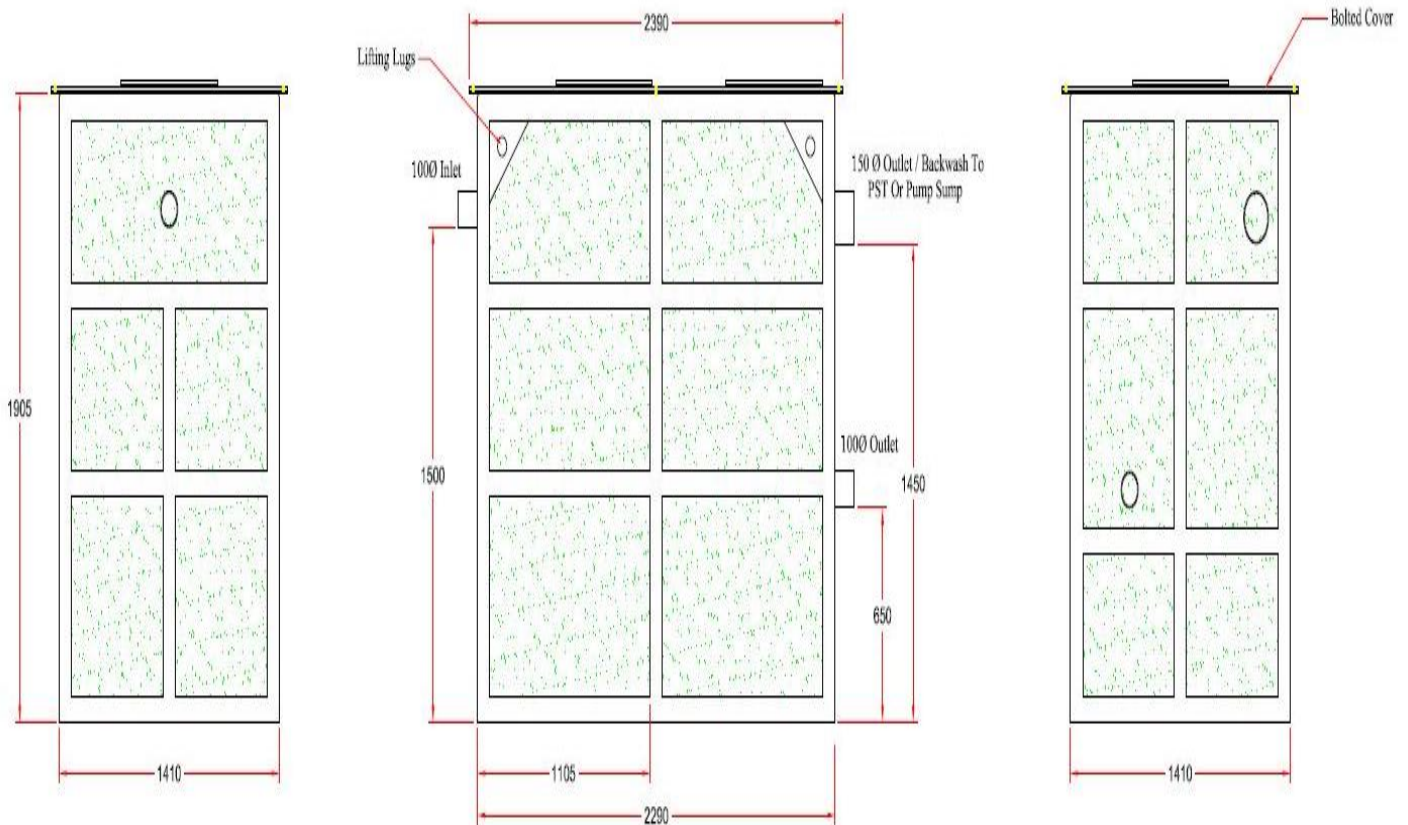 2390
Bolted Cover
Lifting Lugs
100Ø Inlet
150 Ø Outlet / Backwash To
PST Or Pump Sump
1905
1500
100Ø Outlet
1450
650
1410
1105
1410
2290